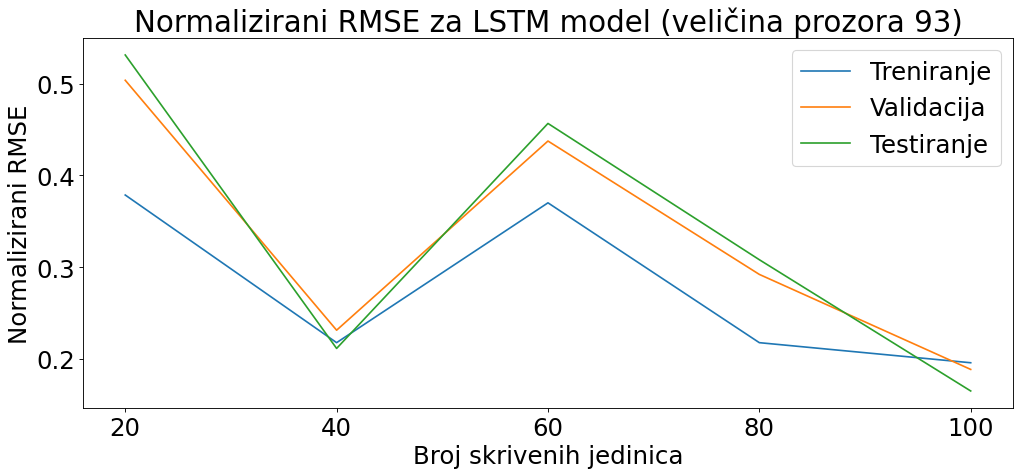 Normalizirani RMSE za LSTM model (veličina prozora 93)
Treniranje
Validacija
Testiranje
Normalizirani RMSE
0.5
0.4
0.3
0.2
20 40 60 80 100
Broj skrivenih jedinica